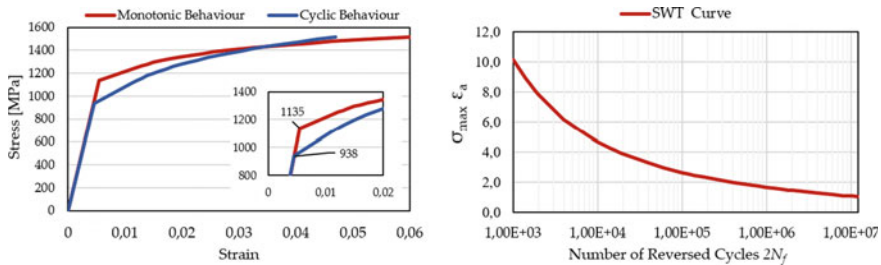 Monotonic Behaviour
Cyclic Behaviour
Stress [MPa]
1600
1400
1200
1000
800
600
400
200
0
0
0,01
0,02
0,03
0,04
0,05
0,06
Strain
1400
1200
1000
800
1135
938
0
0,01
0,02
SWT Curve
σmax εa
12,0
10,0
8,0
6,0
4,0
2,0
0,0
1,00E+03
1,00E+04
1,00E+05
1,00E+06
1,00E+07
Number of Reversed Cycles 2Nf